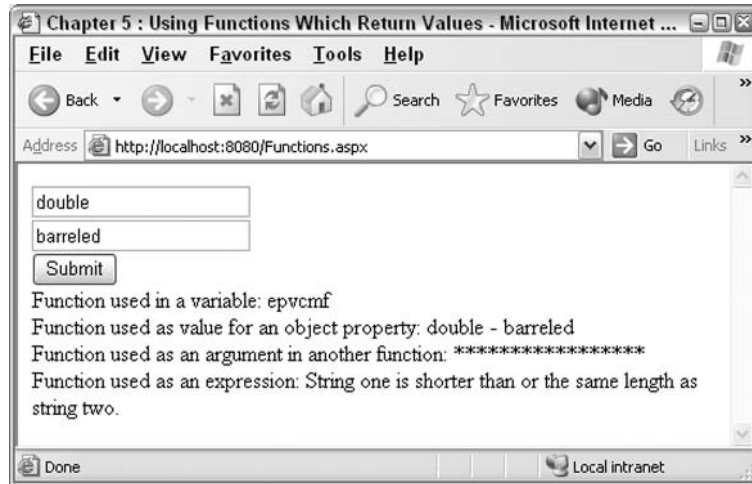 Chapter 5 : Using Functions Which Return Values - Microsoft Internet ...
File Edit View Favorites Tools Help
Back Search Favorites Media »
Address http://localhost:8080/Functions.aspx Go Links »
double
barreled
Submit
Function used in a variable: epvcmf
Function used as value for an object property: double - barreled
Function used as an argument in another function: *****************
Function used as an expression: String one is shorter than or the same length as
string two.
Done Local intranet